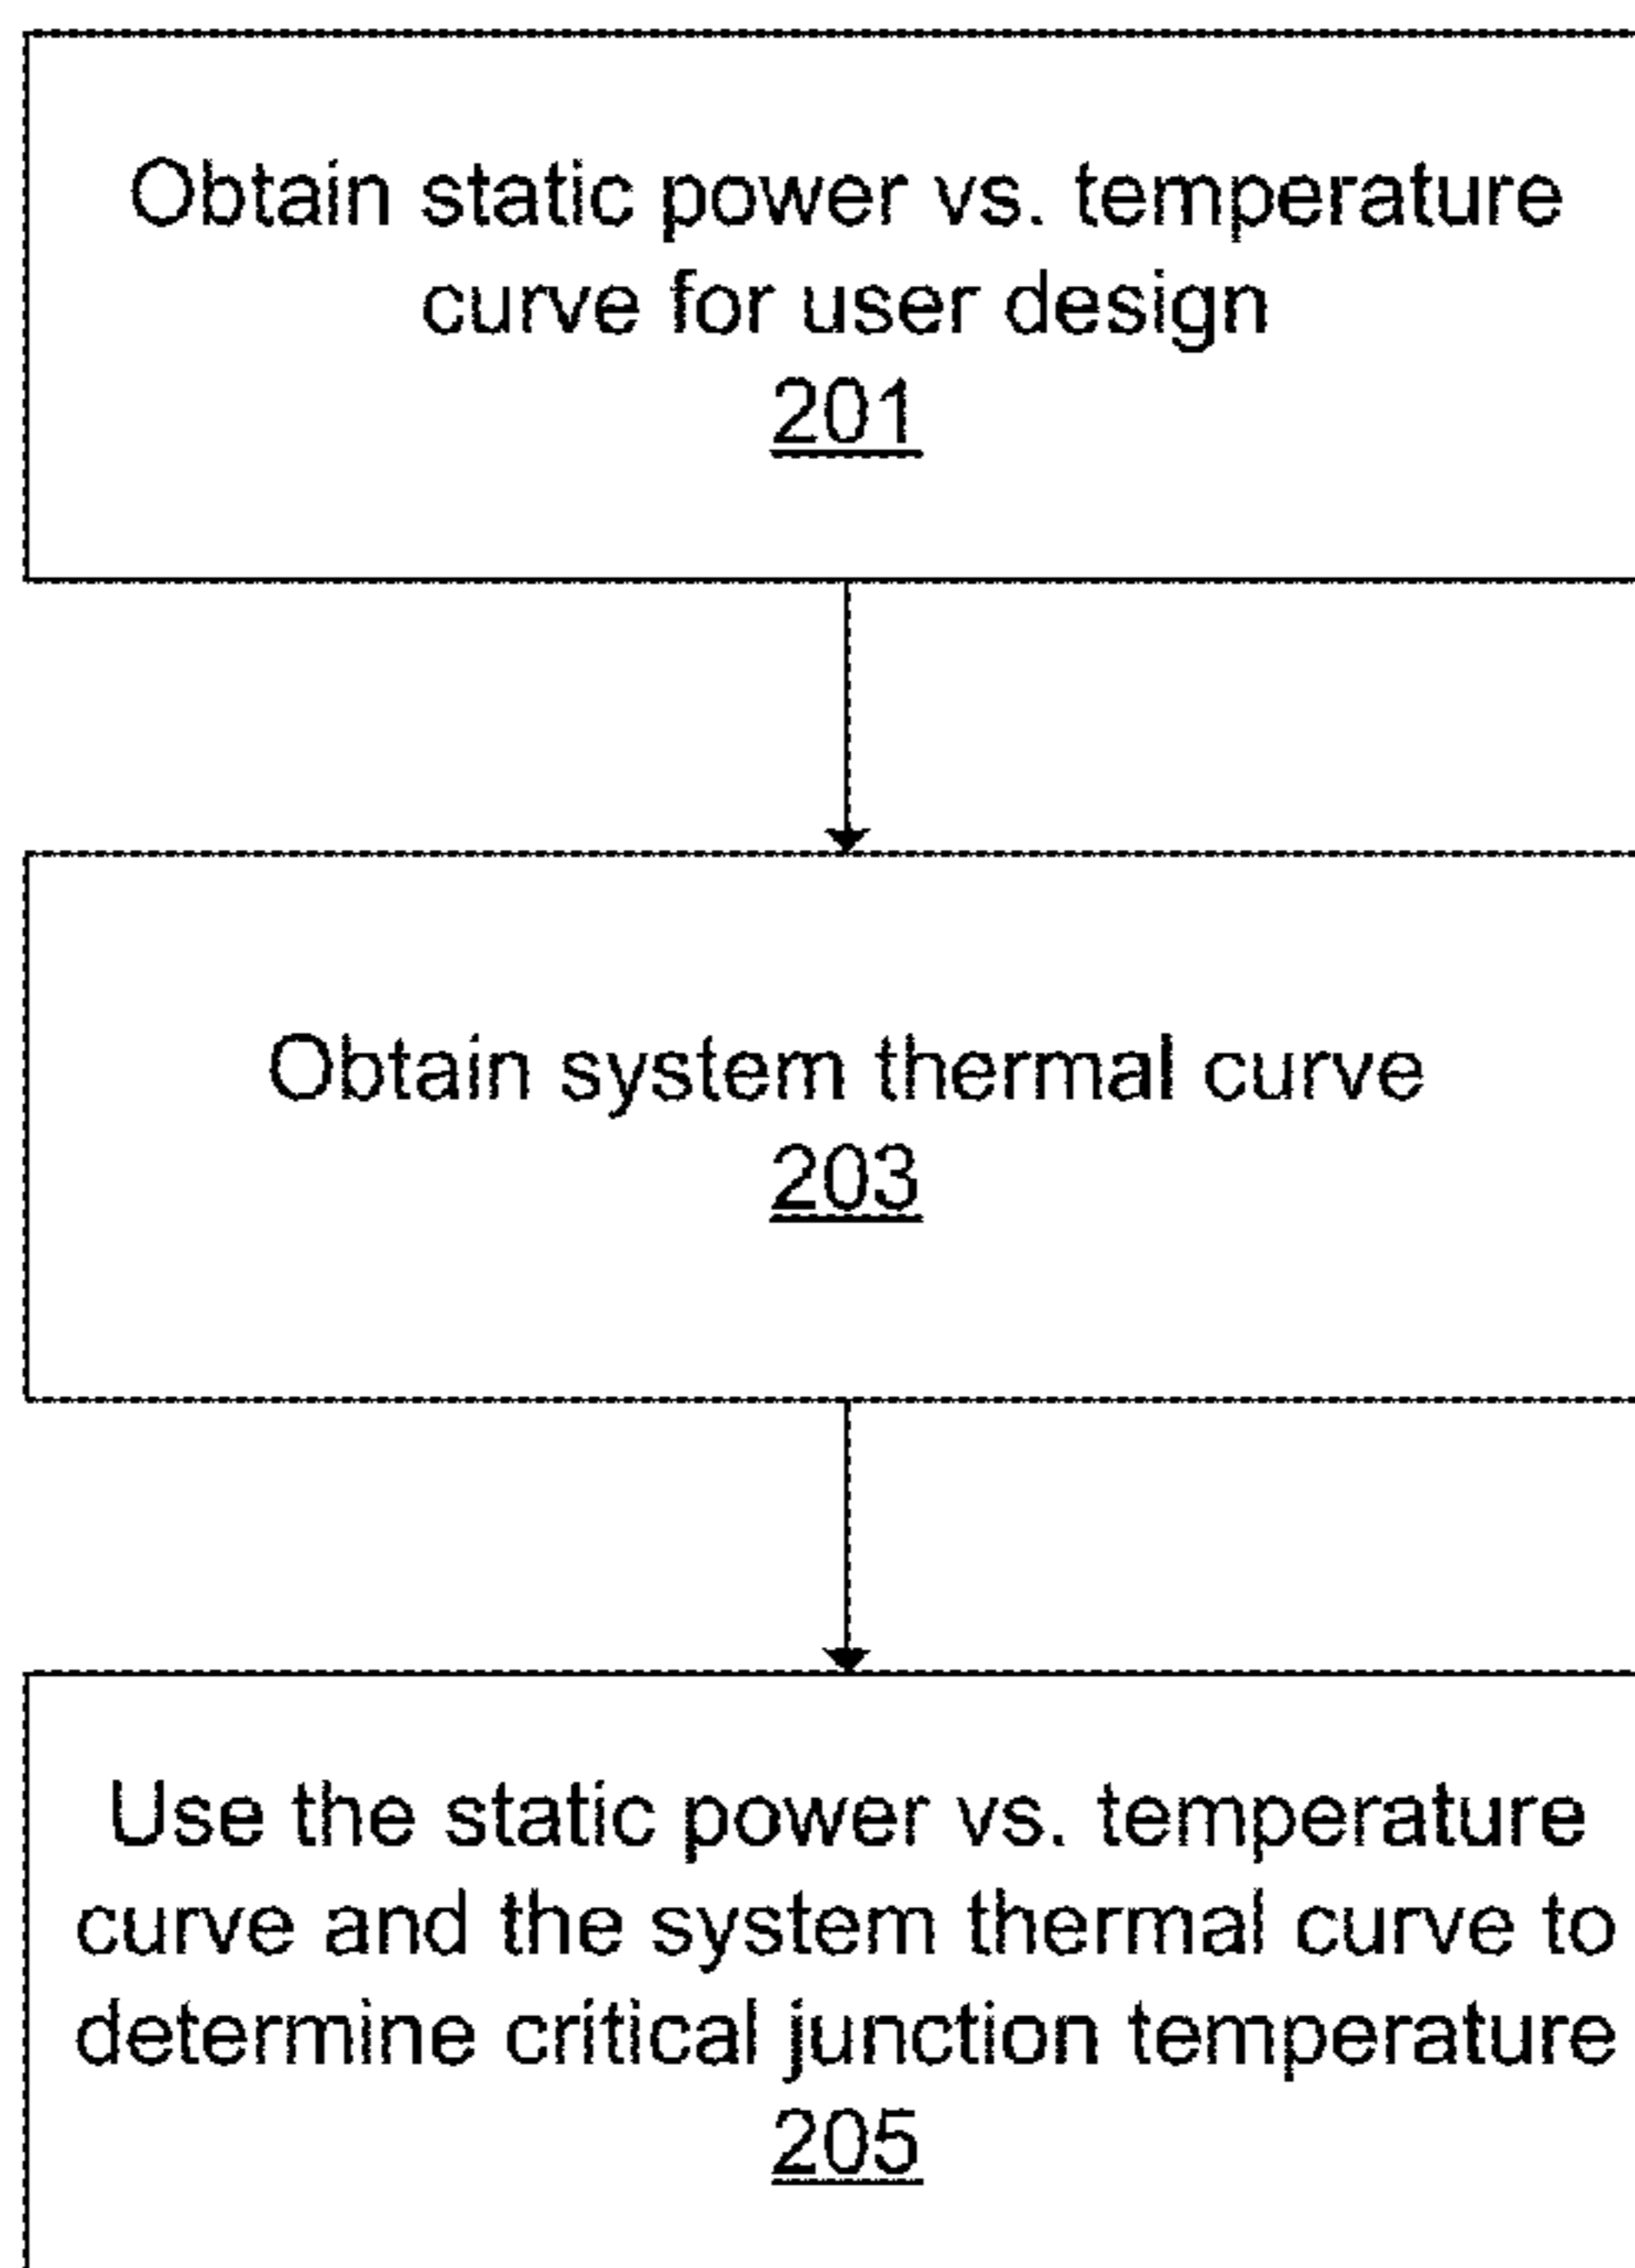 Obtain static power vs. temperature
curve for user design
201
Obtain system thermal curve
203
Use the static power vs. temperature
curve and the system thermal curve to
determine critical junction temperature
205